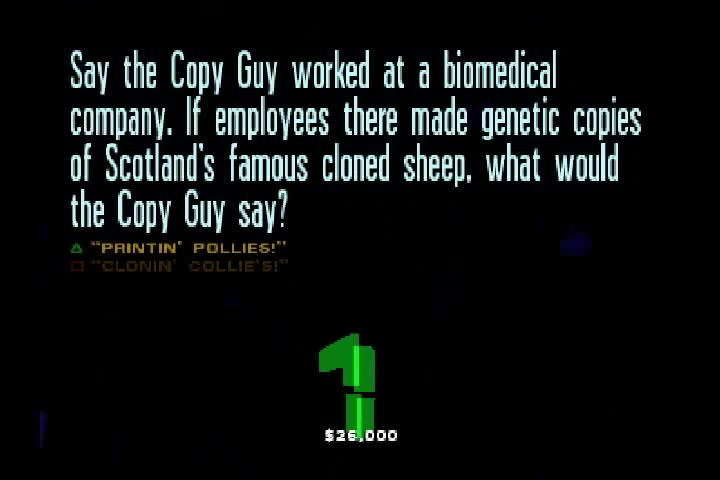 Say the Copy Guy worked at a biomedical
company. If employees there made genetic copies
of Scotland's famous cloned sheep, what would
the Copy Guy say?
△ "PRINTIN' POLLIES!"
□ "CLONIN' COLLIE'S!"
1
$26,000